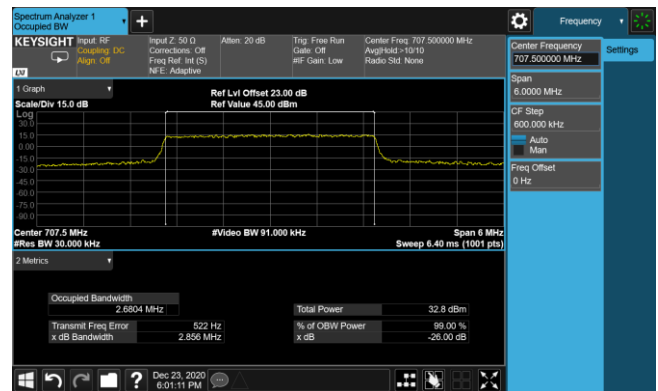 Spectrum Analyzer 1
Occupied BW
Frequency
KEYSIGHT
Input: RF
Coupling: DC
Align: Off
Input Z: 50 Ω
Corrections: Off
Freq Ref: Int (S)
NFE: Adaptive
Atten: 20 dB
Trig: Free Run
Gate: Off
#IF Gain: Low
Center Freq: 707.500000 MHz
Avg|Hold:>10/10
Radio Std: None
LXI
Center Frequency
707.500000 MHz
Settings
Span
6.0000 MHz
CF Step
600.000 kHz
Auto
Man
Freq Offset
0 Hz
1 Graph
Scale/Div 15.0 dB
Ref Lvl Offset 23.00 dB
Ref Value 45.00 dBm
Log
30.0
15.0
0.00
-15.0
-30.0
-45.0
-60.0
-75.0
-90.0
Center 707.5 MHz
#Video BW 91.000 kHz
Span 6 MHz
#Res BW 30.000 kHz
Sweep 6.40 ms (1001 pts)
2 Metrics
Occupied Bandwidth
2.6804 MHz
Total Power 32.8 dBm
Transmit Freq Error 522 Hz
% of OBW Power 99.00 %
x dB Bandwidth 2.856 MHz
x dB -26.00 dB
?
Dec 23, 2020
6:01:11 PM